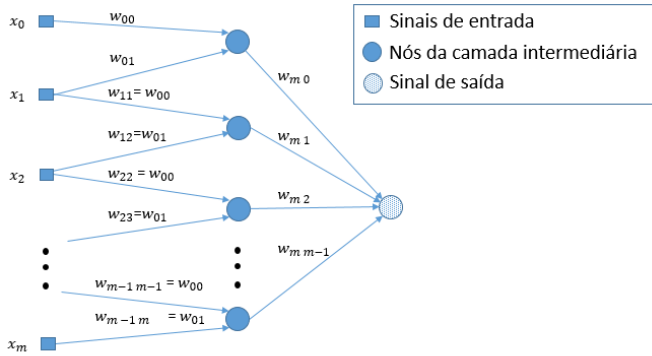 x₀
w₀₀
w₀₁
x₁
w₁₁= w₀₀
w₁₂=w₀₁
x₂
w₂₂ = w₀₀
w₂₃=w₀₁
wₘ₋₁ ₘ₋₁ = w₀₀
wₘ₋₁ ₘ = w₀₁
xₘ
wₘ ₀
wₘ ₁
wₘ ₂
wₘ ₘ₋₁
Sinais de entrada
Nós da camada intermediária
Sinal de saída